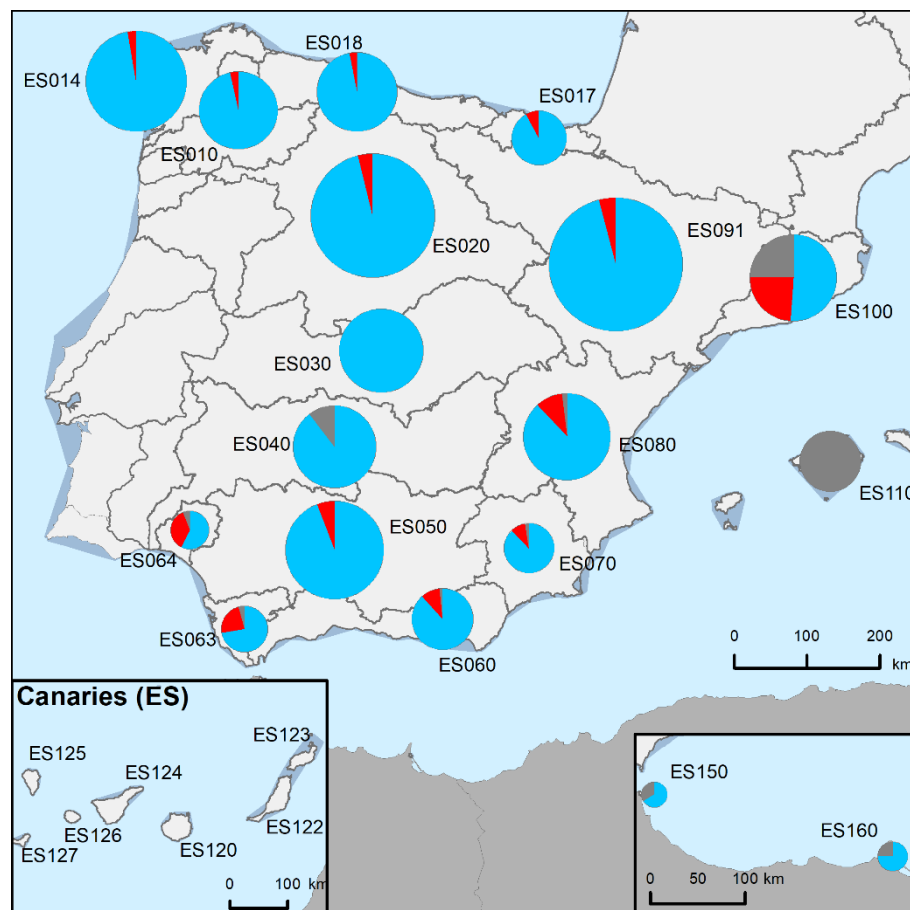 ES018
ES014
ES017
ES010
ES091
ES020
ES100
ES030
ES040
ES080
ES110
ES050
ES064
ES070
ES063
ES060
0 100 200
km
Canaries (ES)
ES123
ES125
ES124
ES150
ES126
ES122
ES127
ES120
ES160
0 100 km
0 50 100 km